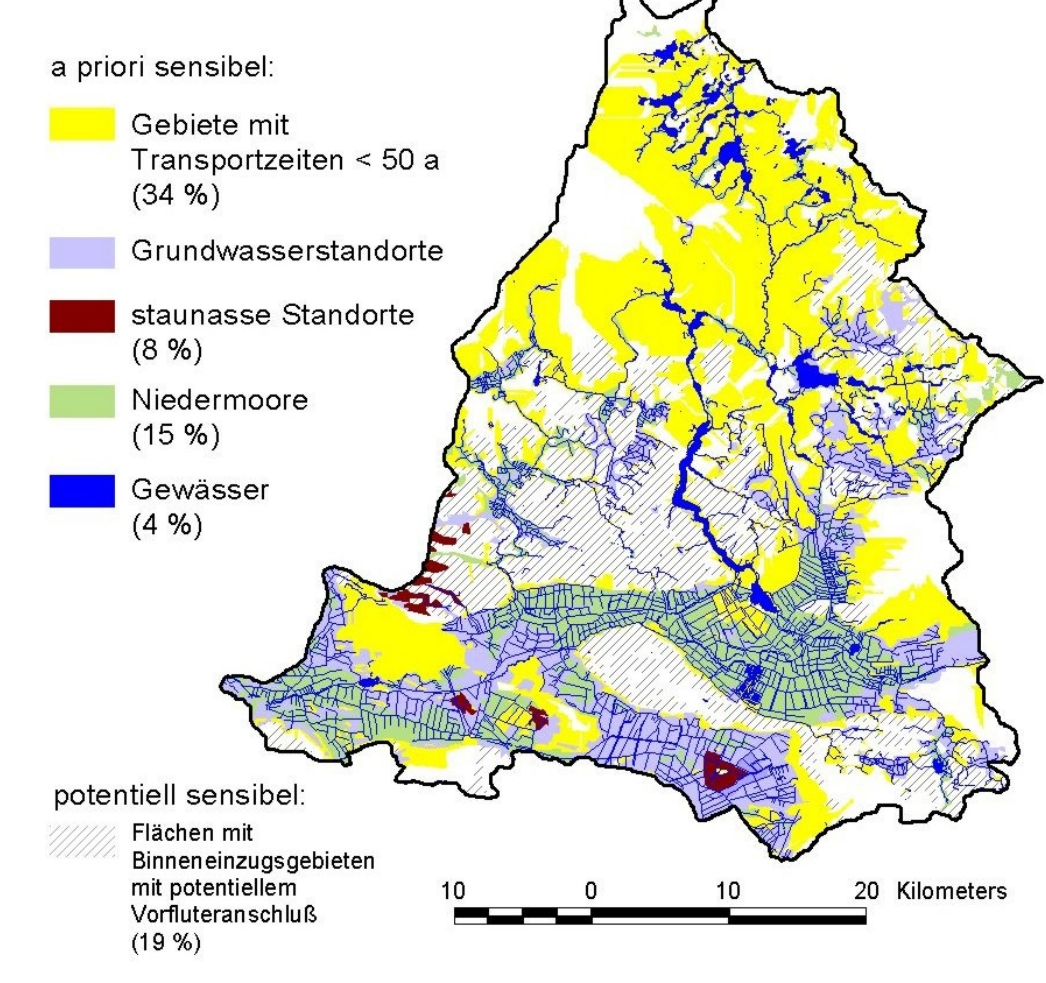 a priori sensibel:
Gebiete mit
Transportzeiten < 50 a
(34 %)
Grundwasserstandorte
staunasse Standorte
(8 %)
Niedermoore
(15 %)
Gewässer
(4 %)
potentiell sensibel:
Flächen mit
Binneneinzugsgebieten
mit potentiellem
Vorfluteranschluß
(19 %)
10 0 10 20 Kilometers